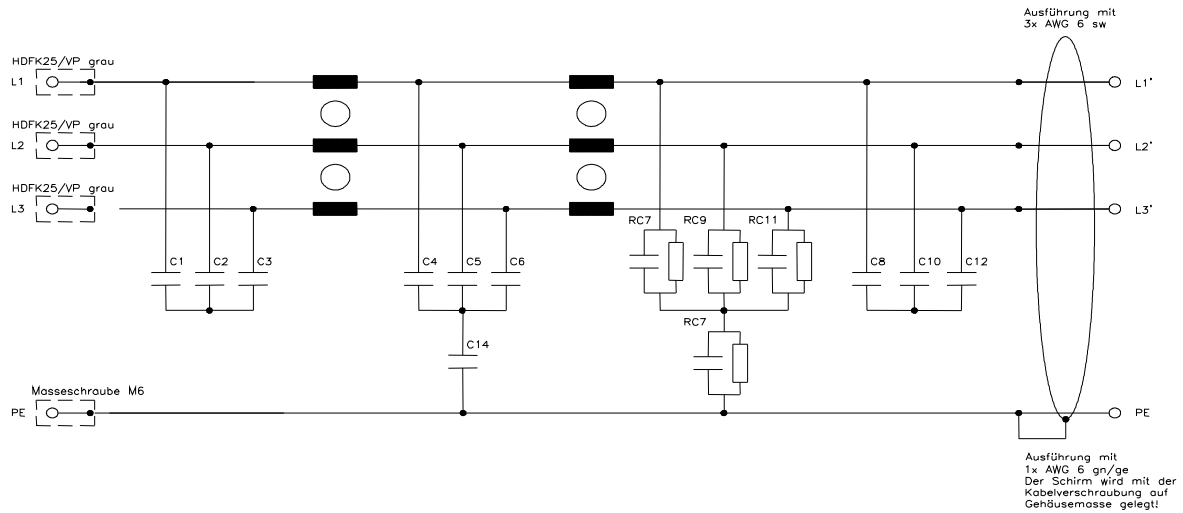 Ausführung mit
3x AWG 6 sw
HDFK25/VP grau
L1
L1'
HDFK25/VP grau
L2
L2'
HDFK25/VP grau
L3
L3'
RC7
RC9
RC11
C1
C2
C3
C4
C5
C6
C8
C10
C12
RC7
C14
Masseschraube M6
PE
PE
Ausführung mit
1x AWG 6 gn/ge
Der Schirm wird mit der
Kabelverschraubung auf
Gehäusemasse gelegt!